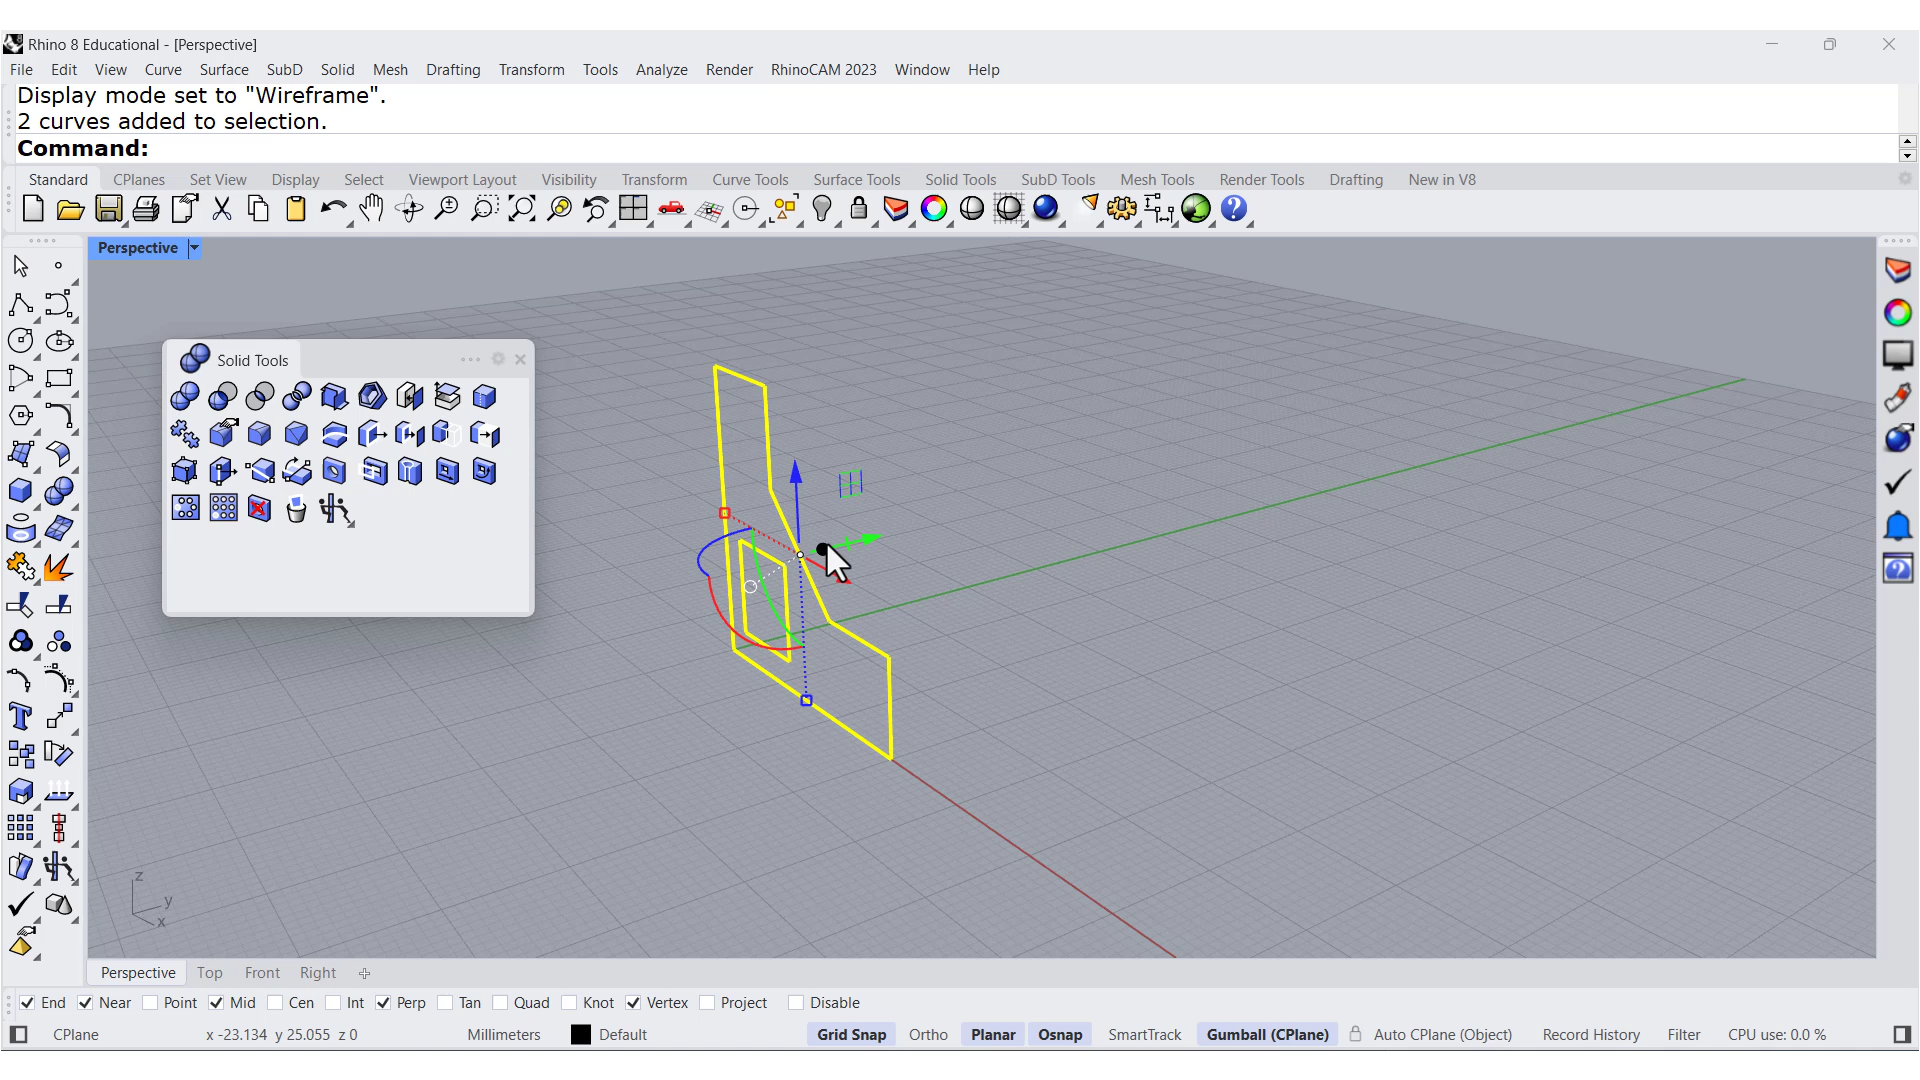 Rhino 8 Educational - [Perspective]
File Edit View Curve Surface SubD Solid Mesh Drafting Transform Tools Analyze Render RhinoCAM 2023 Window Help
Display mode set to "Wireframe".
2 curves added to selection.
Command:
Standard CPlanes Set View Display Select Viewport Layout Visibility Transform Curve Tools Surface Tools Solid Tools SubD Tools Mesh Tools Render Tools Drafting New in V8
Perspective
Solid Tools
z
y
x
Perspective Top Front Right
End Near Point Mid Cen Int Perp Tan Quad Knot Vertex Project Disable
CPlane x -23.134 y 25.055 z 0 Millimeters Default Grid Snap Ortho Planar Osnap SmartTrack Gumball (CPlane) Auto CPlane (Object) Record History Filter CPU use: 0.0 %